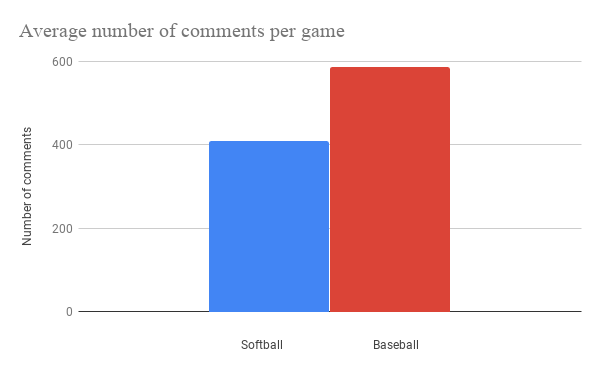 Average number of comments per game
Number of comments
600
400
200
0
Softball
Baseball